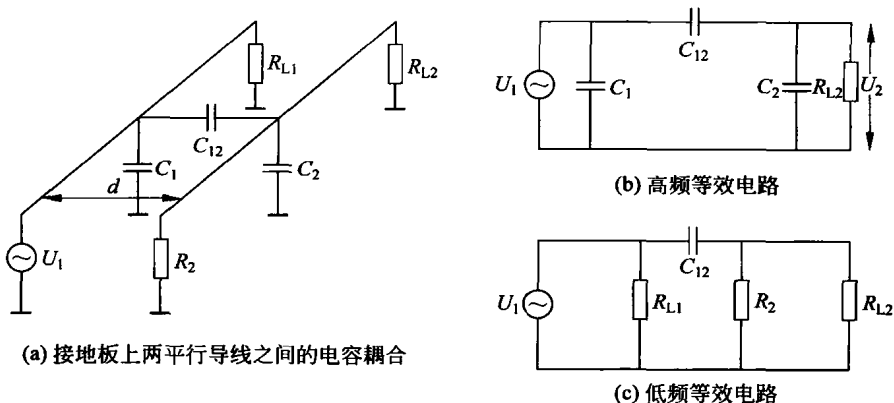 R_L1
R_L2
C_12
C_1
C_2
d
U_1
R_2
(a) 接地板上两平行导线之间的电容耦合
C_12
U_1
C_1
C_2
R_L2
U_2
(b) 高频等效电路
C_12
U_1
R_L1
R_2
R_L2
(c) 低频等效电路